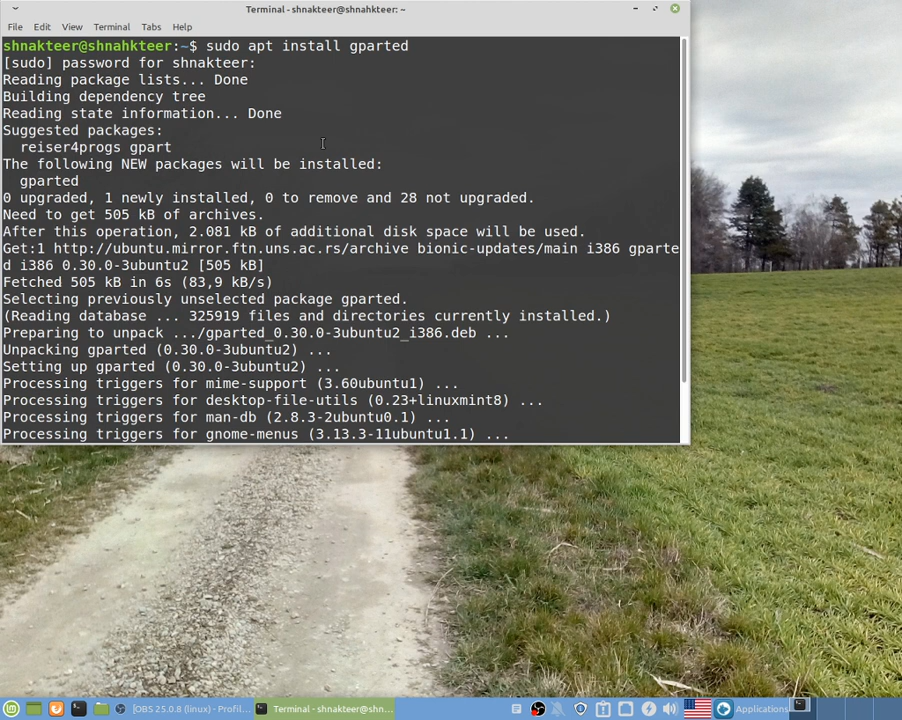 Terminal - shnakteer@shnahkteer: ~
File Edit View Terminal Tabs Help
shnakteer@shnahkteer:~$ sudo apt install gparted
[sudo] password for shnakteer:
Reading package lists... Done
Building dependency tree
Reading state information... Done
Suggested packages:
reiser4progs gpart
The following NEW packages will be installed:
gparted
0 upgraded, 1 newly installed, 0 to remove and 28 not upgraded.
Need to get 505 kB of archives.
After this operation, 2.081 kB of additional disk space will be used.
Get:1 http://ubuntu.mirror.ftn.uns.ac.rs/archive bionic-updates/main i386 gparte
d i386 0.30.0-3ubuntu2 [505 kB]
Fetched 505 kB in 6s (83,9 kB/s)
Selecting previously unselected package gparted.
(Reading database ... 325919 files and directories currently installed.)
Preparing to unpack .../gparted_0.30.0-3ubuntu2_i386.deb ...
Unpacking gparted (0.30.0-3ubuntu2) ...
Setting up gparted (0.30.0-3ubuntu2) ...
Processing triggers for mime-support (3.60ubuntu1) ...
Processing triggers for desktop-file-utils (0.23+linuxmint8) ...
Processing triggers for man-db (2.8.3-2ubuntu0.1) ...
Processing triggers for gnome-menus (3.13.3-11ubuntu1.1) ...
[OBS 25.0.8 (linux) - Profil... Terminal - shnakteer@shn... Applications